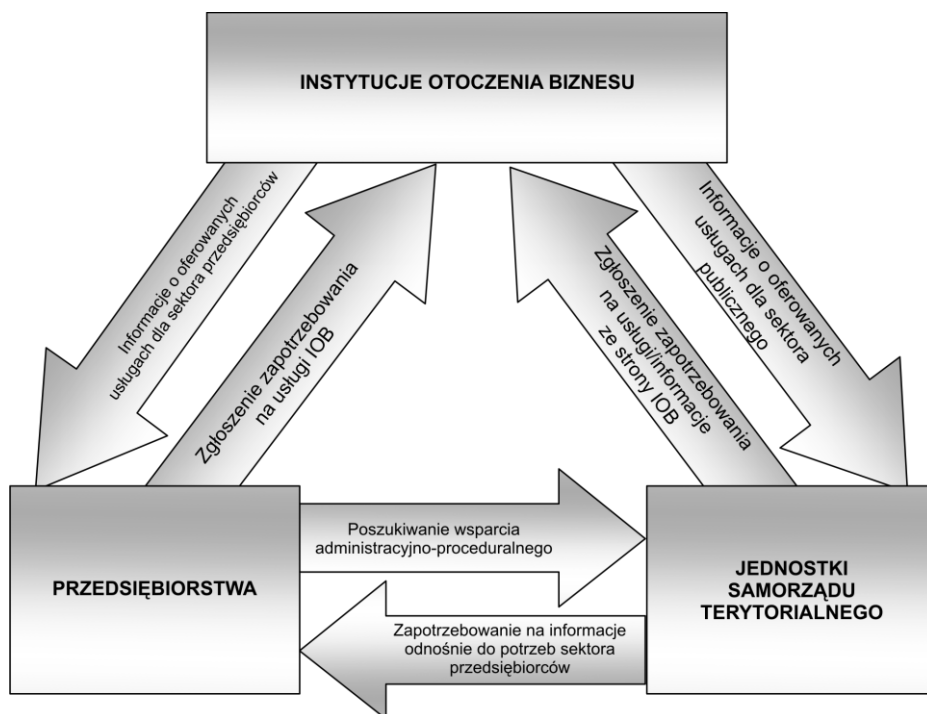 INSTYTUCJE OTOCZENIA BIZNESU
Informacje o oferowanych
usługach dla sektora przedsiębiorców
Zgłoszenie zapotrzebowania
na usługi IOB
Zgłoszenie zapotrzebowania
na usługi/informacje
ze strony IOB
Informacje o oferowanych
usługach dla sektora
publicznego
PRZEDSIĘBIORSTWA
Poszukiwanie wsparcia
administracyjno-proceduralnego
Zapotrzebowanie na informacje
odnośnie do potrzeb sektora
przedsiębiorców
JEDNOSTKI
SAMORZĄDU
TERYTORIALNEGO